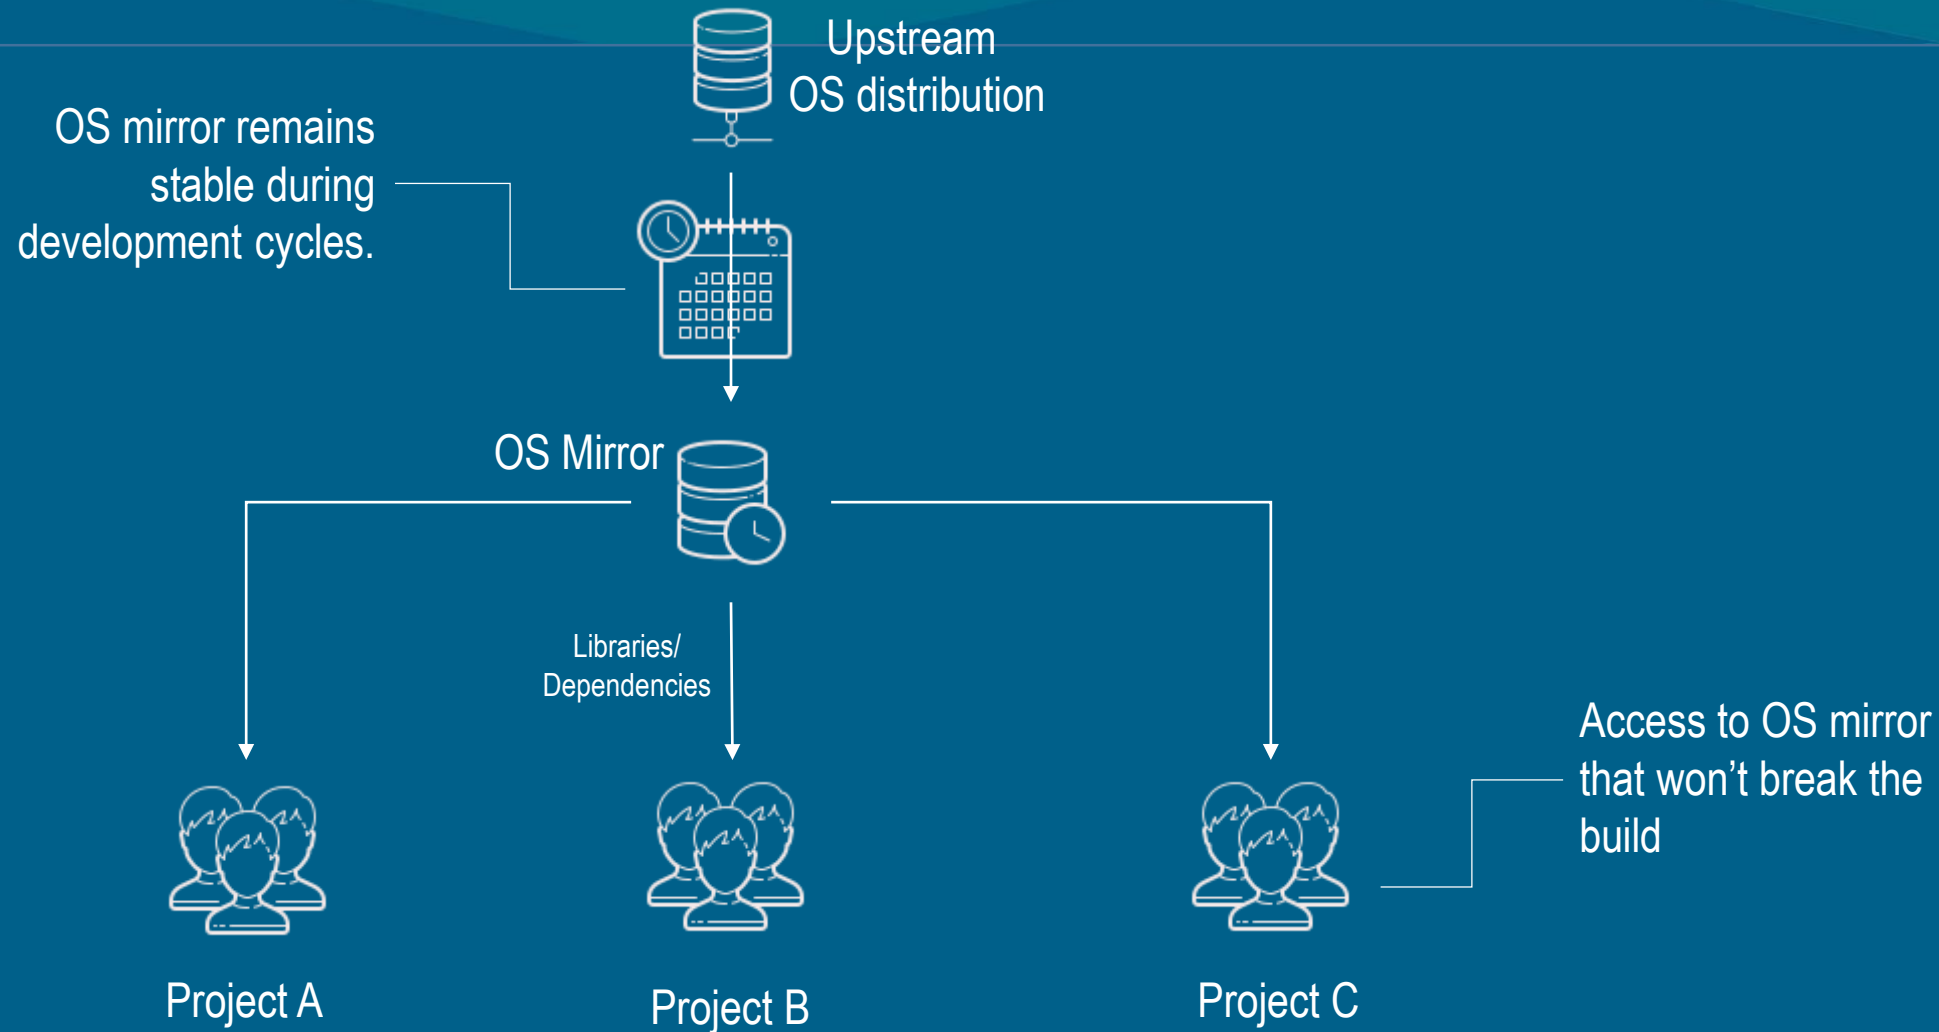 Upstream
OS distribution
OS mirror remains
stable during
development cycles.
OS Mirror
Libraries/
Dependencies
Access to OS mirror
that won’t break the
build
Project A
Project B
Project C